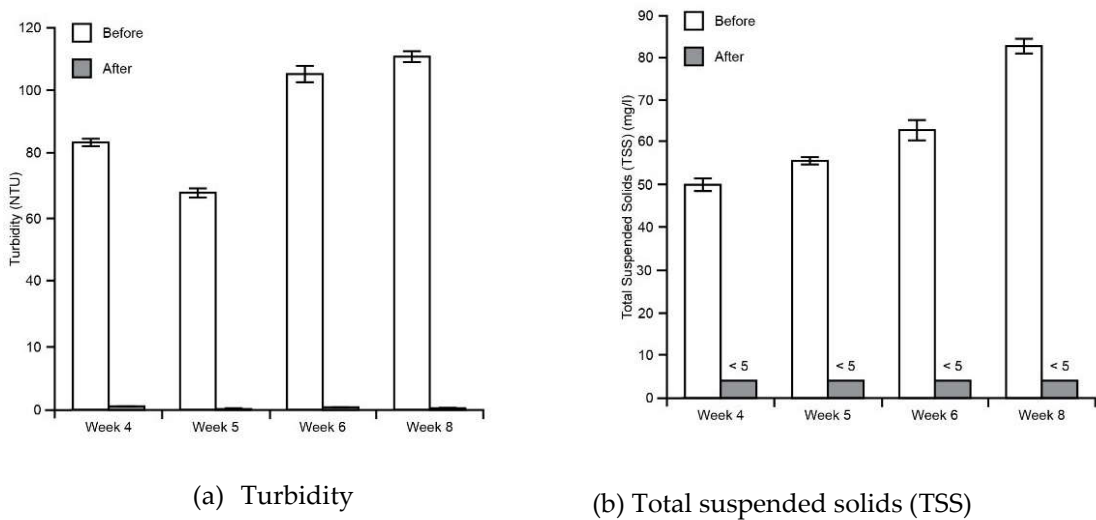 Before
After
120
100
80
60
120
10
0
Turbidity (NTU)
Week 4
Week 5
Week 6
Week 8
Before
After
90
80
70
60
50
40
30
20
10
0
Total Suspended Solids (TSS) (mg/l)
< 5
< 5
< 5
< 5
Week 4
Week 5
Week 6
Week 8
(a) Turbidity
(b) Total suspended solids (TSS)